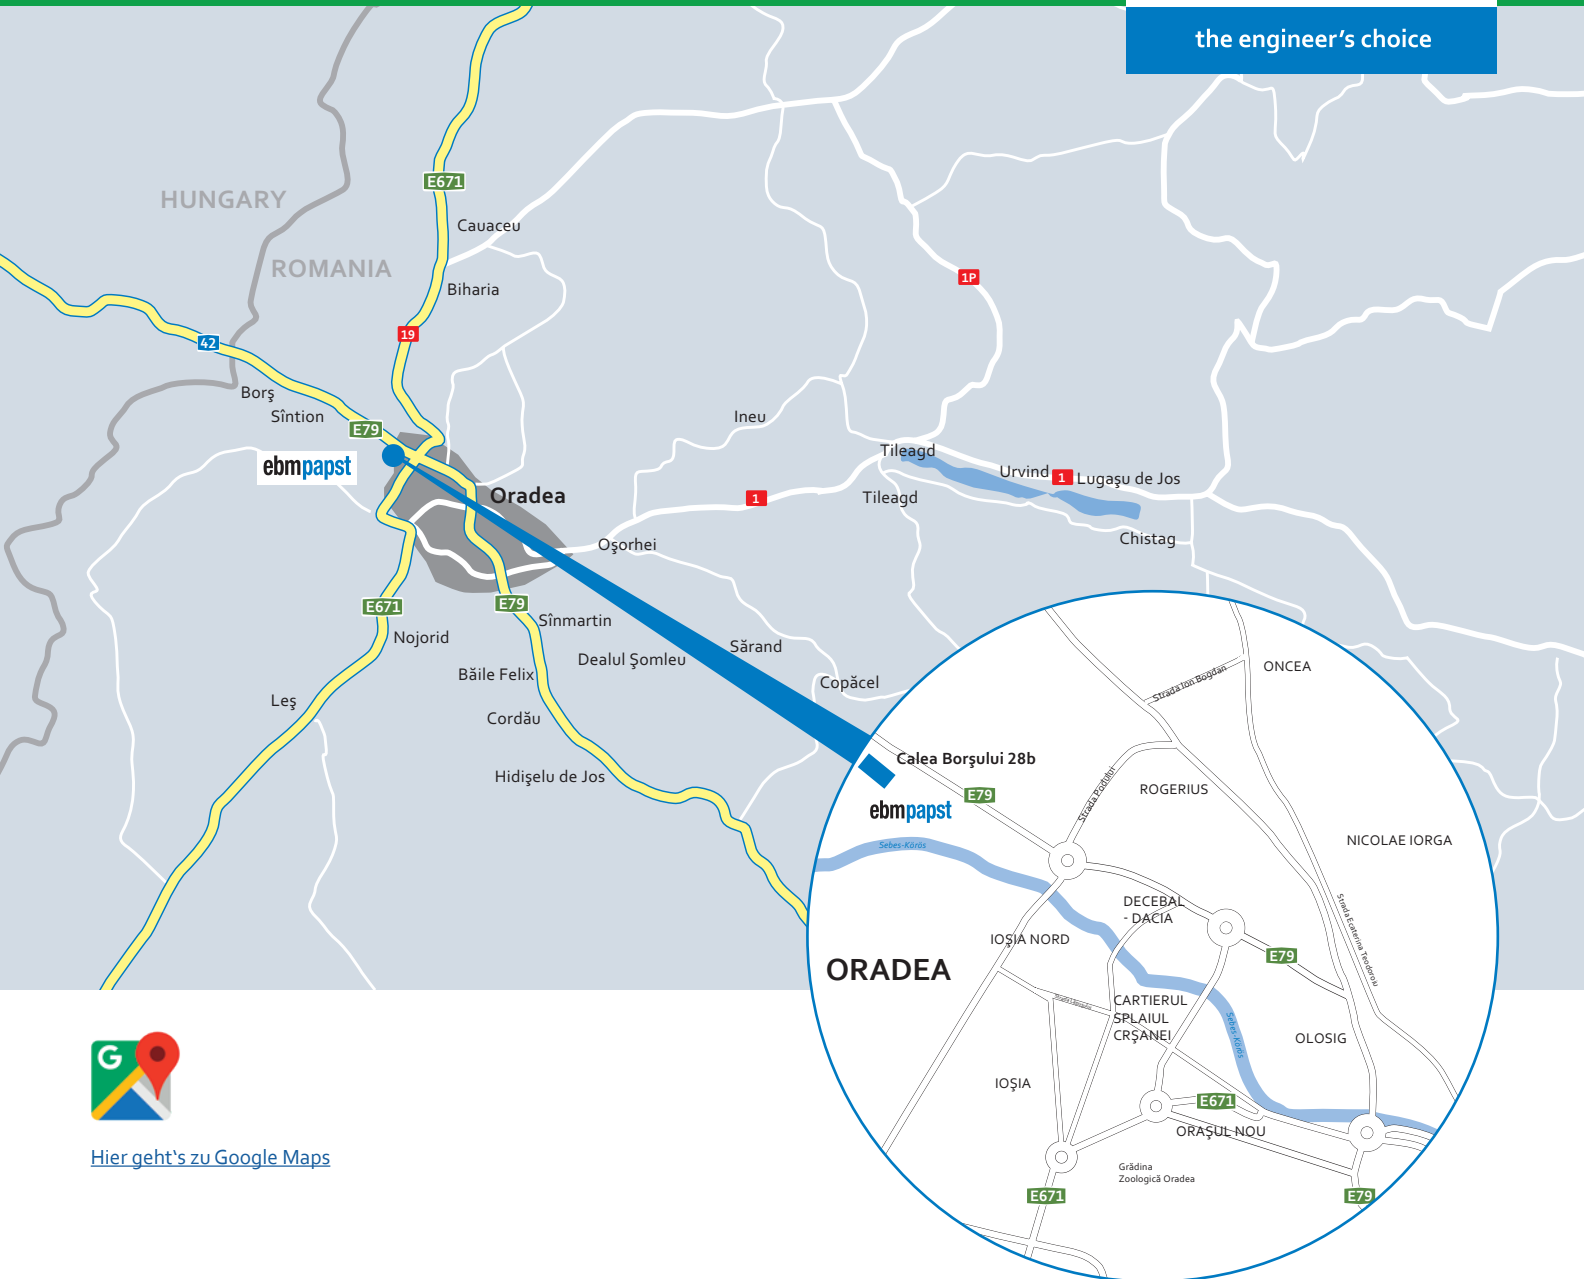 the engineer's choice
HUNGARY
ROMANIA
E671
Cauaceu
Biharia
1P
19
42
Borş
Sîntion
E79
ebmpapst
Oradea
Ineu
Tileagd
Urvind
1
Lugaşu de Jos
1
Tileagd
Chistag
Oşorhei
E671
E79
Nojorid
Sînmartin
Dealul Şomleu
Sărand
Băile Felix
Copăcel
Leş
Cordău
Hidişelu de Jos
Strada Ion Bogdan
ONCEA
Calea Borşului 28b
E79
ebmpapst
Strada Podului
ROGERIUS
NICOLAE IORGA
Sebes-Körös
DECEBAL
- DACIA
Strada Ecaterina Teodoroiu
IOŞIA NORD
E79
ORADEA
CARTIERUL
SPLAIUL
CRŞANEI
Sebes-Körös
OLOSIG
IOŞIA
E671
ORAŞUL NOU
Grădina
Zoologică Oradea
E671
E79
G
Hier geht's zu Google Maps